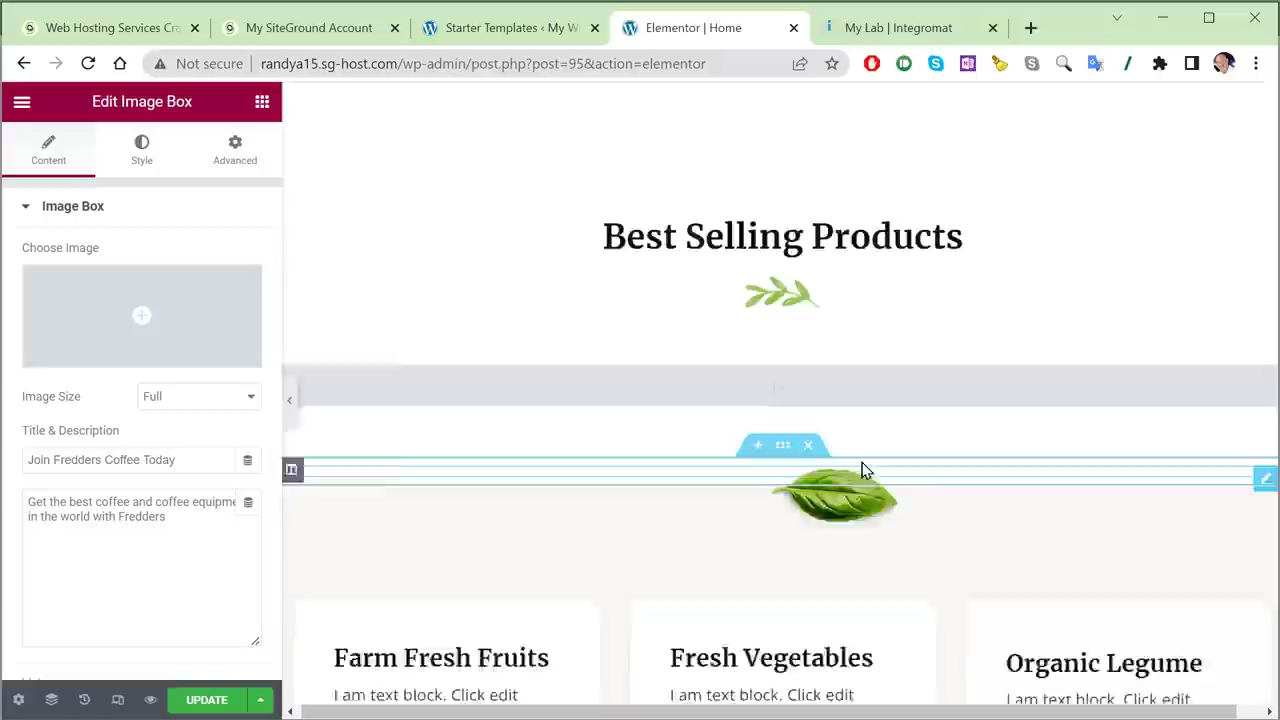 Web Hosting Services Cra
My SiteGround Account
Starter Templates ‹ My W
Elementor | Home
My Lab | Integromat
Not secure
randya15.sg-host.com/wp-admin/post.php?post=95&action=elementor
Edit Image Box
Content
Style
Advanced
Image Box
Choose Image
Image Size
Full
Title & Description
Join Fredders Coffee Today
Get the best coffee and coffee equipme
in the world with Fredders
UPDATE
Best Selling Products
Farm Fresh Fruits
I am text block. Click edit
Fresh Vegetables
I am text block. Click edit
Organic Legume
I am text block. Click edit